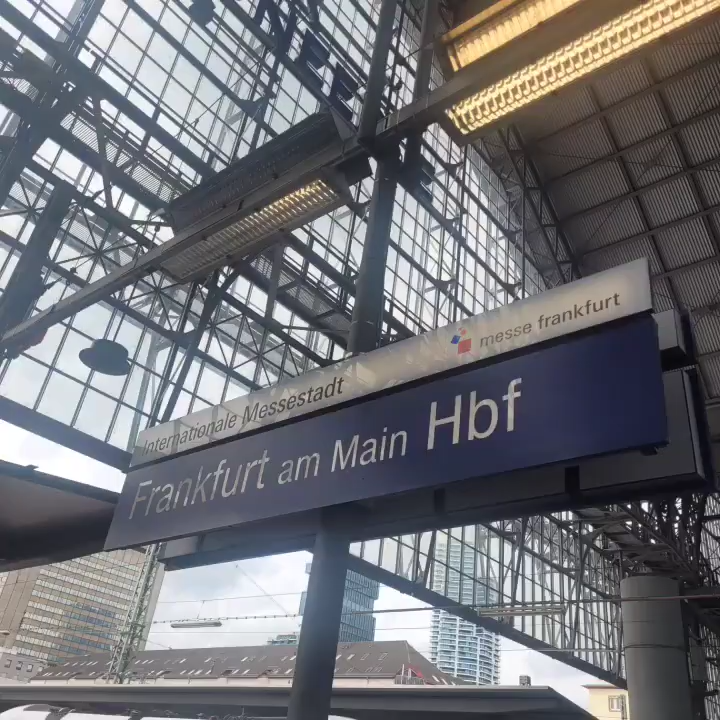 Internationale Messestadt
messe frankfurt
Frankfurt am Main Hbf